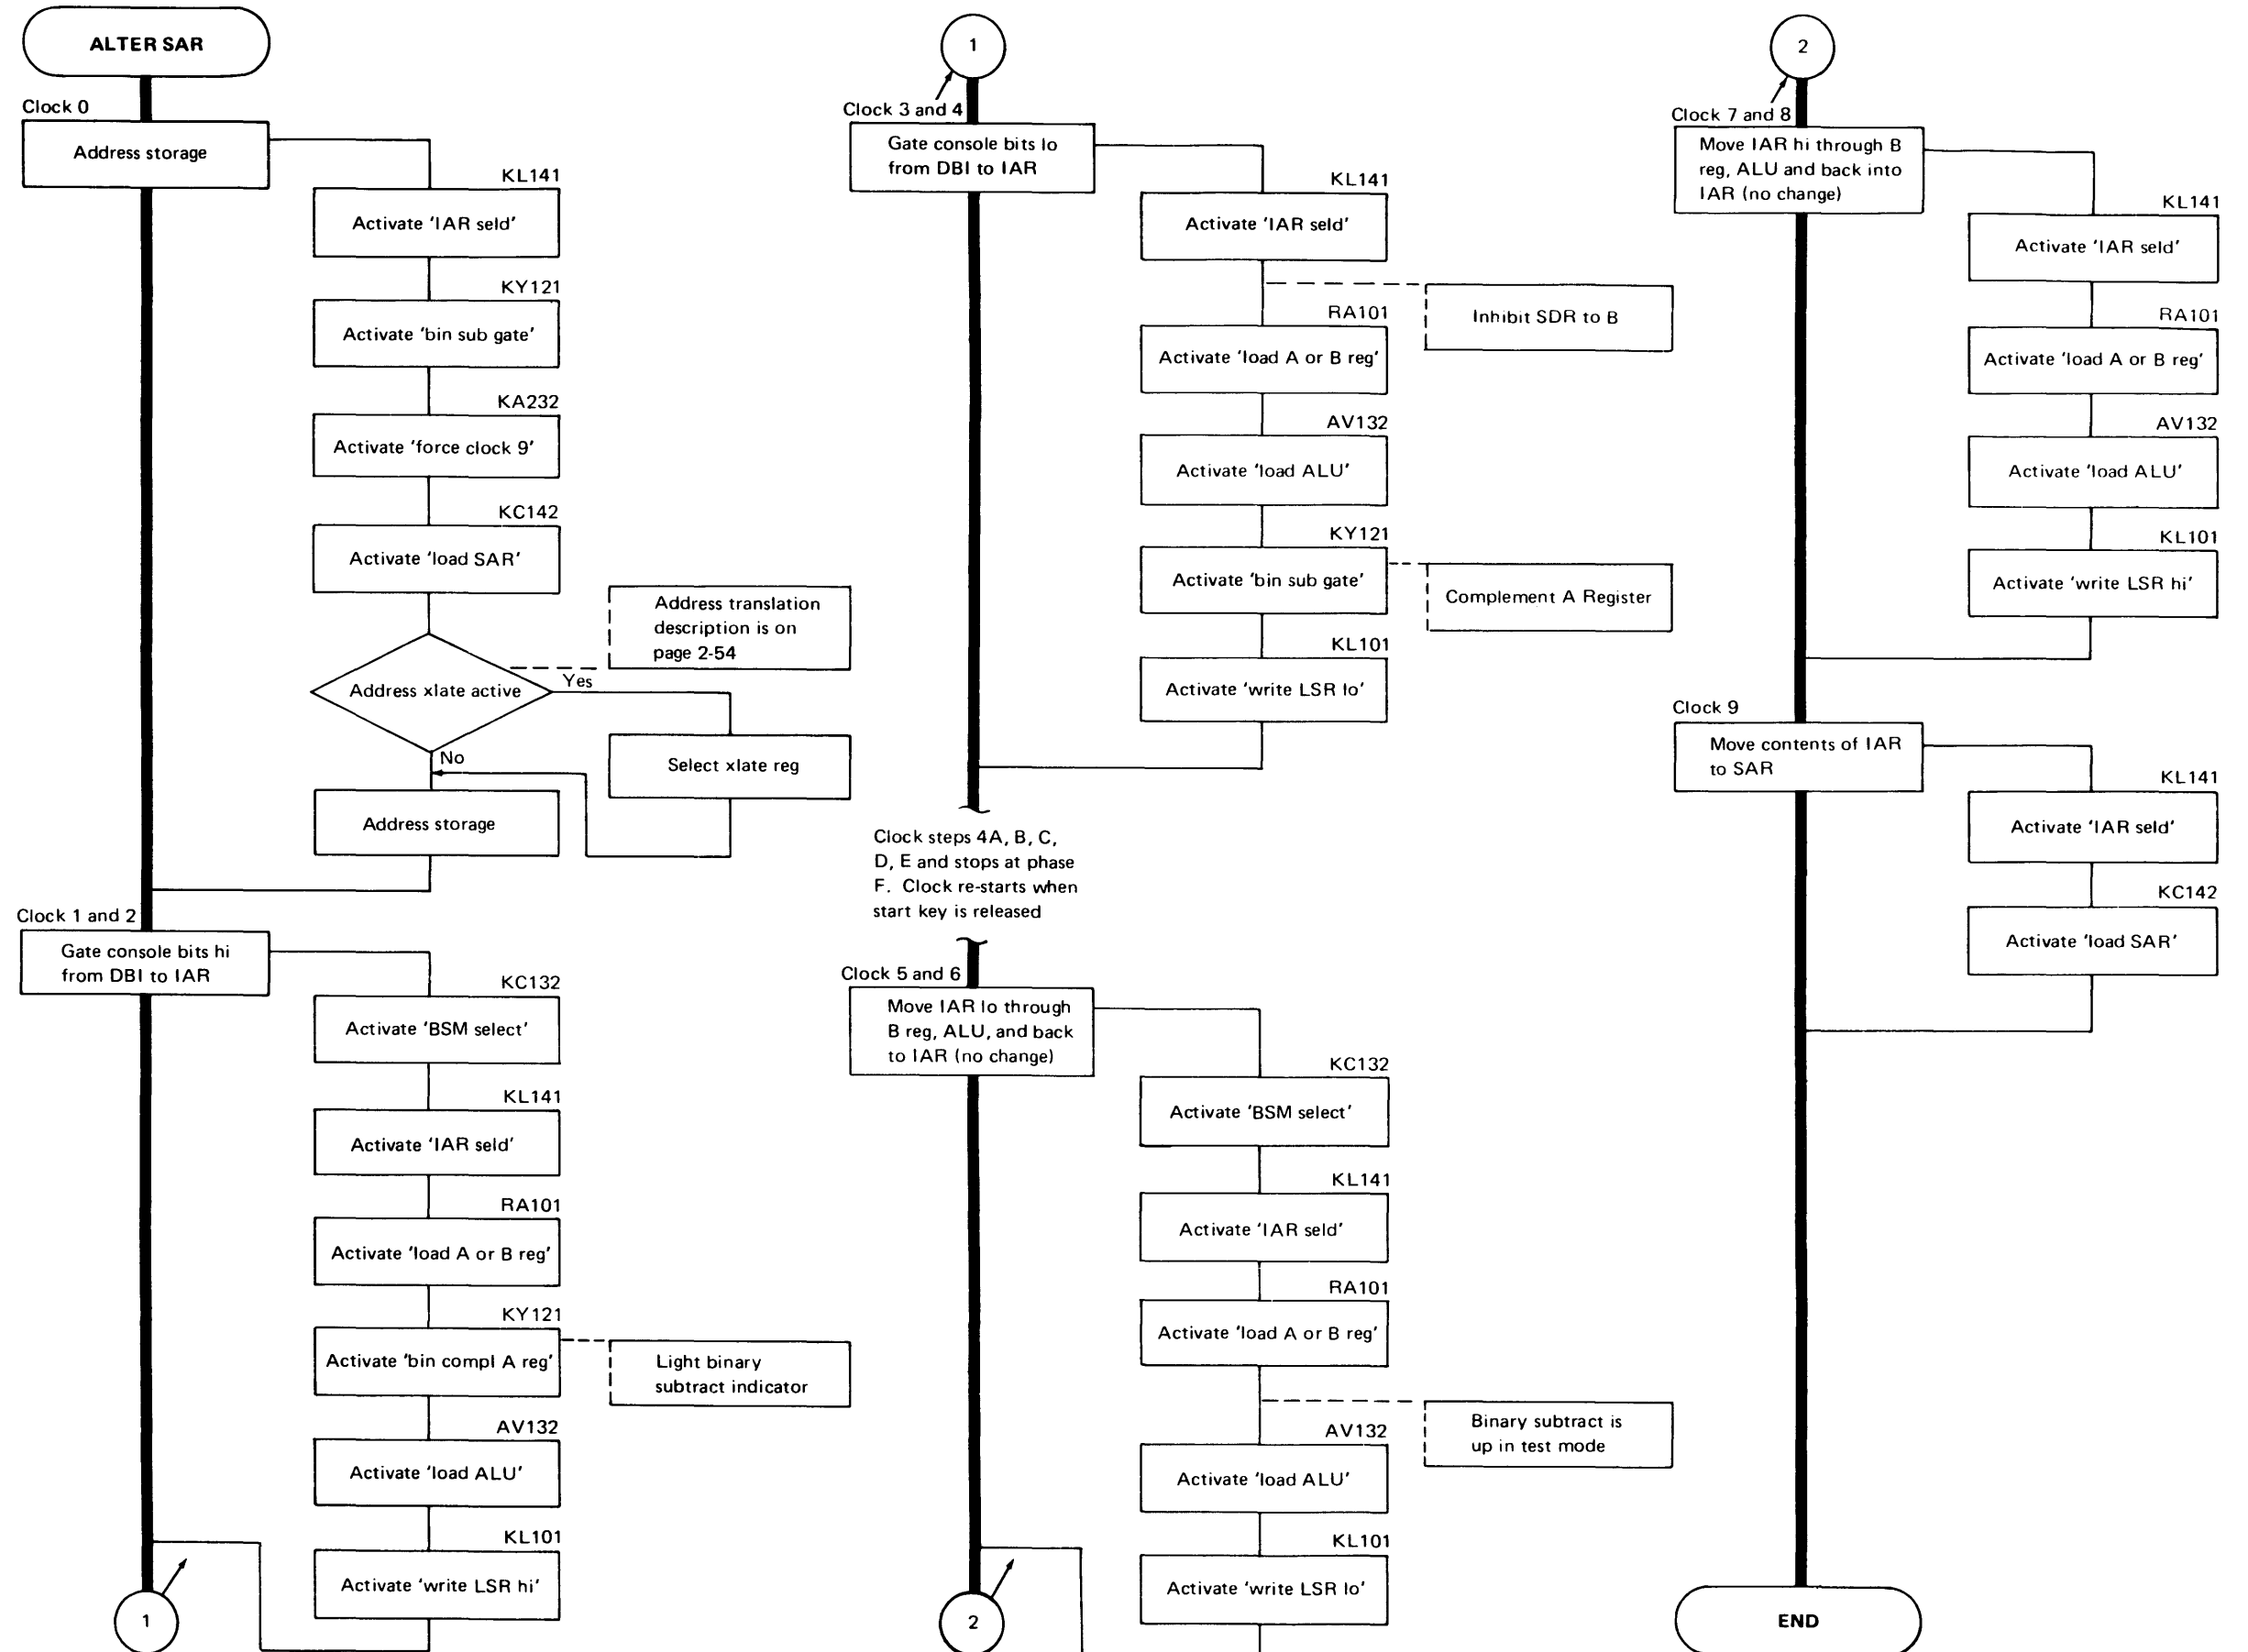 ALTER SAR
Clock 0
Address storage
KL141
Activate 'IAR seld'
KY121
Activate 'bin sub gate'
KA232
Activate 'force clock 9'
KC142
Activate 'load SAR'
Address translation
description is on
page 2-54
Address xlate active
Yes
No
Select xlate reg
Address storage
Clock 1 and 2
Gate console bits hi
from DBI to IAR
KC132
Activate 'BSM select'
KL141
Activate 'IAR seld'
RA101
Activate 'load A or B reg'
KY121
Activate 'bin compl A reg'
Light binary
subtract indicator
AV132
Activate 'load ALU'
KL101
Activate 'write LSR hi'
1
1
Clock 3 and 4
Gate console bits lo
from DBI to IAR
KL141
Activate 'IAR seld'
Inhibit SDR to B
RA101
Activate 'load A or B reg'
AV132
Activate 'load ALU'
KY121
Activate 'bin sub gate'
Complement A Register
KL101
Activate 'write LSR lo'
Clock steps 4A, B, C,
D, E and stops at phase
F. Clock re-starts when
start key is released
Clock 5 and 6
Move IAR lo through
B reg, ALU, and back
to IAR (no change)
KC132
Activate 'BSM select'
KL141
Activate 'IAR seld'
RA101
Activate 'load A or B reg'
Binary subtract is
up in test mode
AV132
Activate 'load ALU'
KL101
Activate 'write LSR lo'
2
2
Clock 7 and 8
Move IAR hi through B
reg, ALU and back into
IAR (no change)
KL141
Activate 'IAR seld'
RA101
Activate 'load A or B reg'
AV132
Activate 'load ALU'
KL101
Activate 'write LSR hi'
Clock 9
Move contents of IAR
to SAR
KL141
Activate 'IAR seld'
KC142
Activate 'load SAR'
END